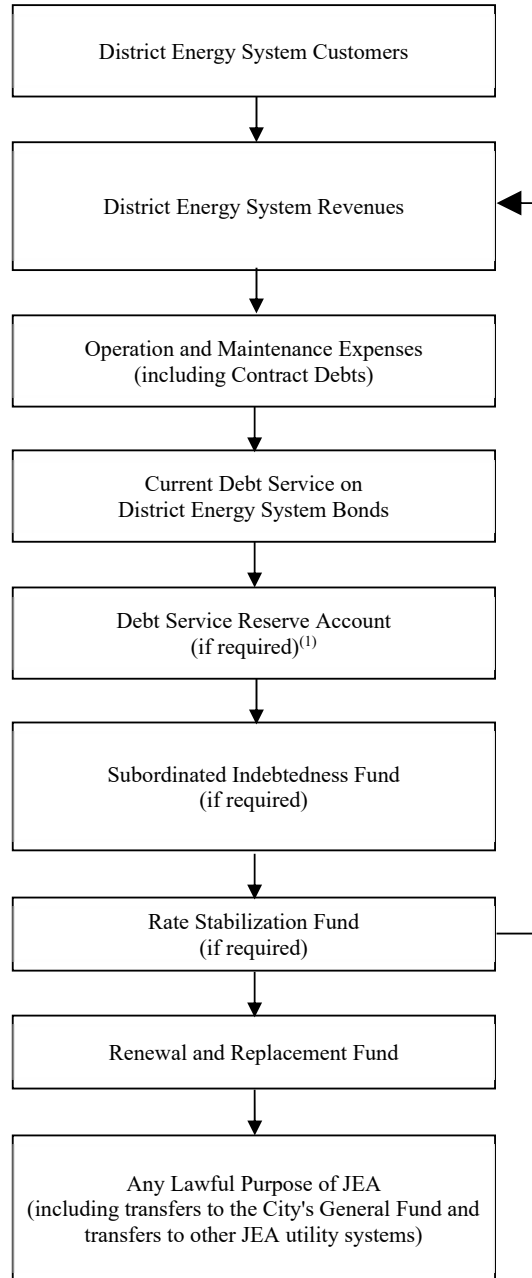 District Energy System Customers
District Energy System Revenues
Operation and Maintenance Expenses
(including Contract Debts)
Current Debt Service on
District Energy System Bonds
Debt Service Reserve Account
(if required)(1)
Subordinated Indebtedness Fund
(if required)
Rate Stabilization Fund
(if required)
Renewal and Replacement Fund
Any Lawful Purpose of JEA
(including transfers to the City's General Fund and
transfers to other JEA utility systems)